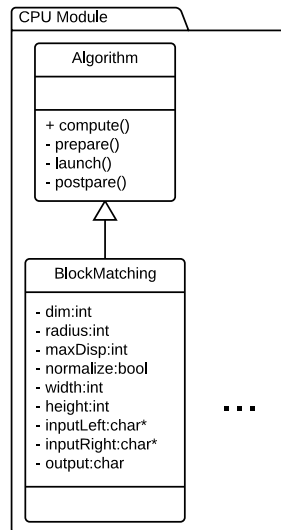 CPU Module
Algorithm
+ compute()
- prepare()
- launch()
- postpare()
BlockMatching
- dim:int
- radius:int
- maxDisp:int
- normalize:bool
- width:int
- height:int
- inputLeft:char*
- inputRight:char*
- output:char
...